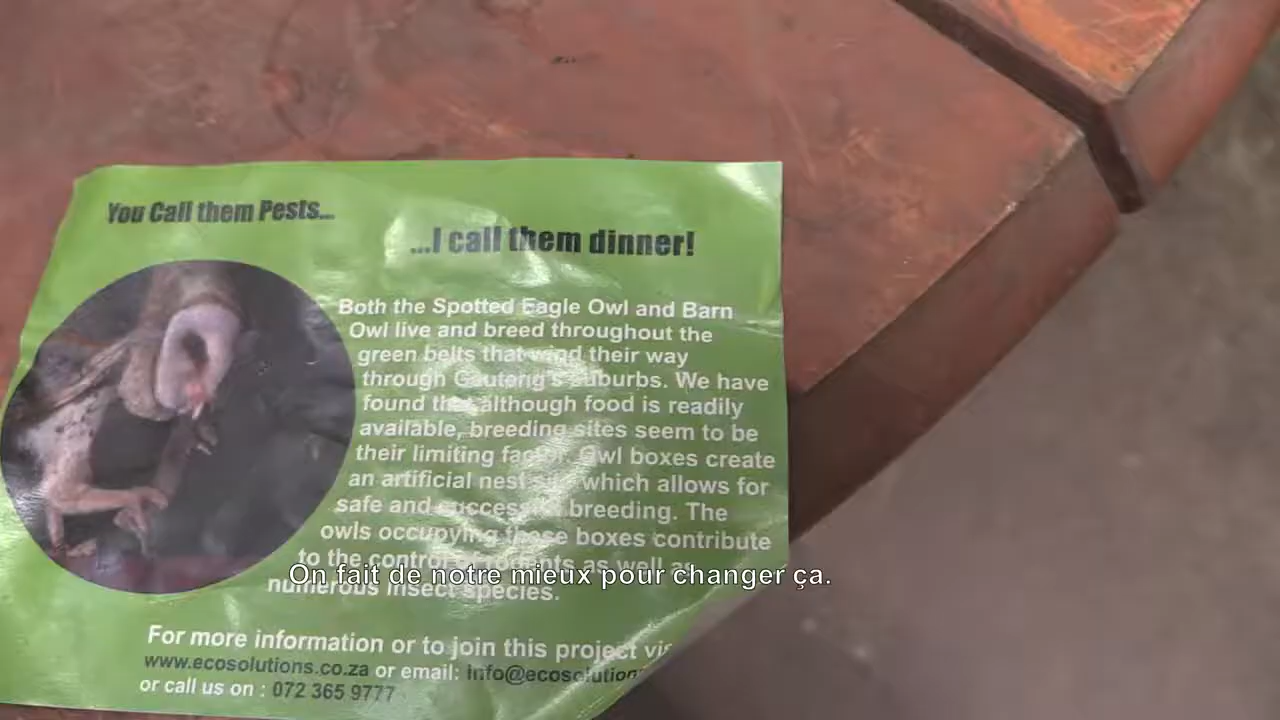 You Call them Pests...
...I call them dinner!
Both the Spotted Eagle Owl and Barn
Owl live and breed throughout the
green belts that wind their way
through Gauteng's suburbs. We have
found that although food is readily
available, breeding sites seem to be
their limiting factor. Owl boxes create
an artificial nest site which allows for
safe and successful breeding. The
owls occupying these boxes contribute
to the control of rodents as well as
numerous insect species.
On fait de notre mieux pour changer ça.
For more information or to join this project
www.ecosolutions.co.za or email: info@ecosolution
or call us on : 072 365 9777